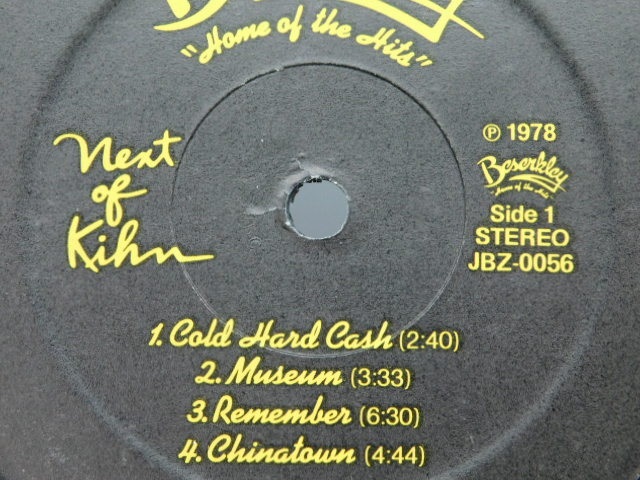 Beserkley
"Home of the Hits"
Next
of
Kihn
℗ 1978
Beserkley
"Home of the Hits"
Side 1
STEREO
JBZ-0056
1. Cold Hard Cash (2:40)
2. Museum (3:33)
3. Remember (6:30)
4. Chinatown (4:44)